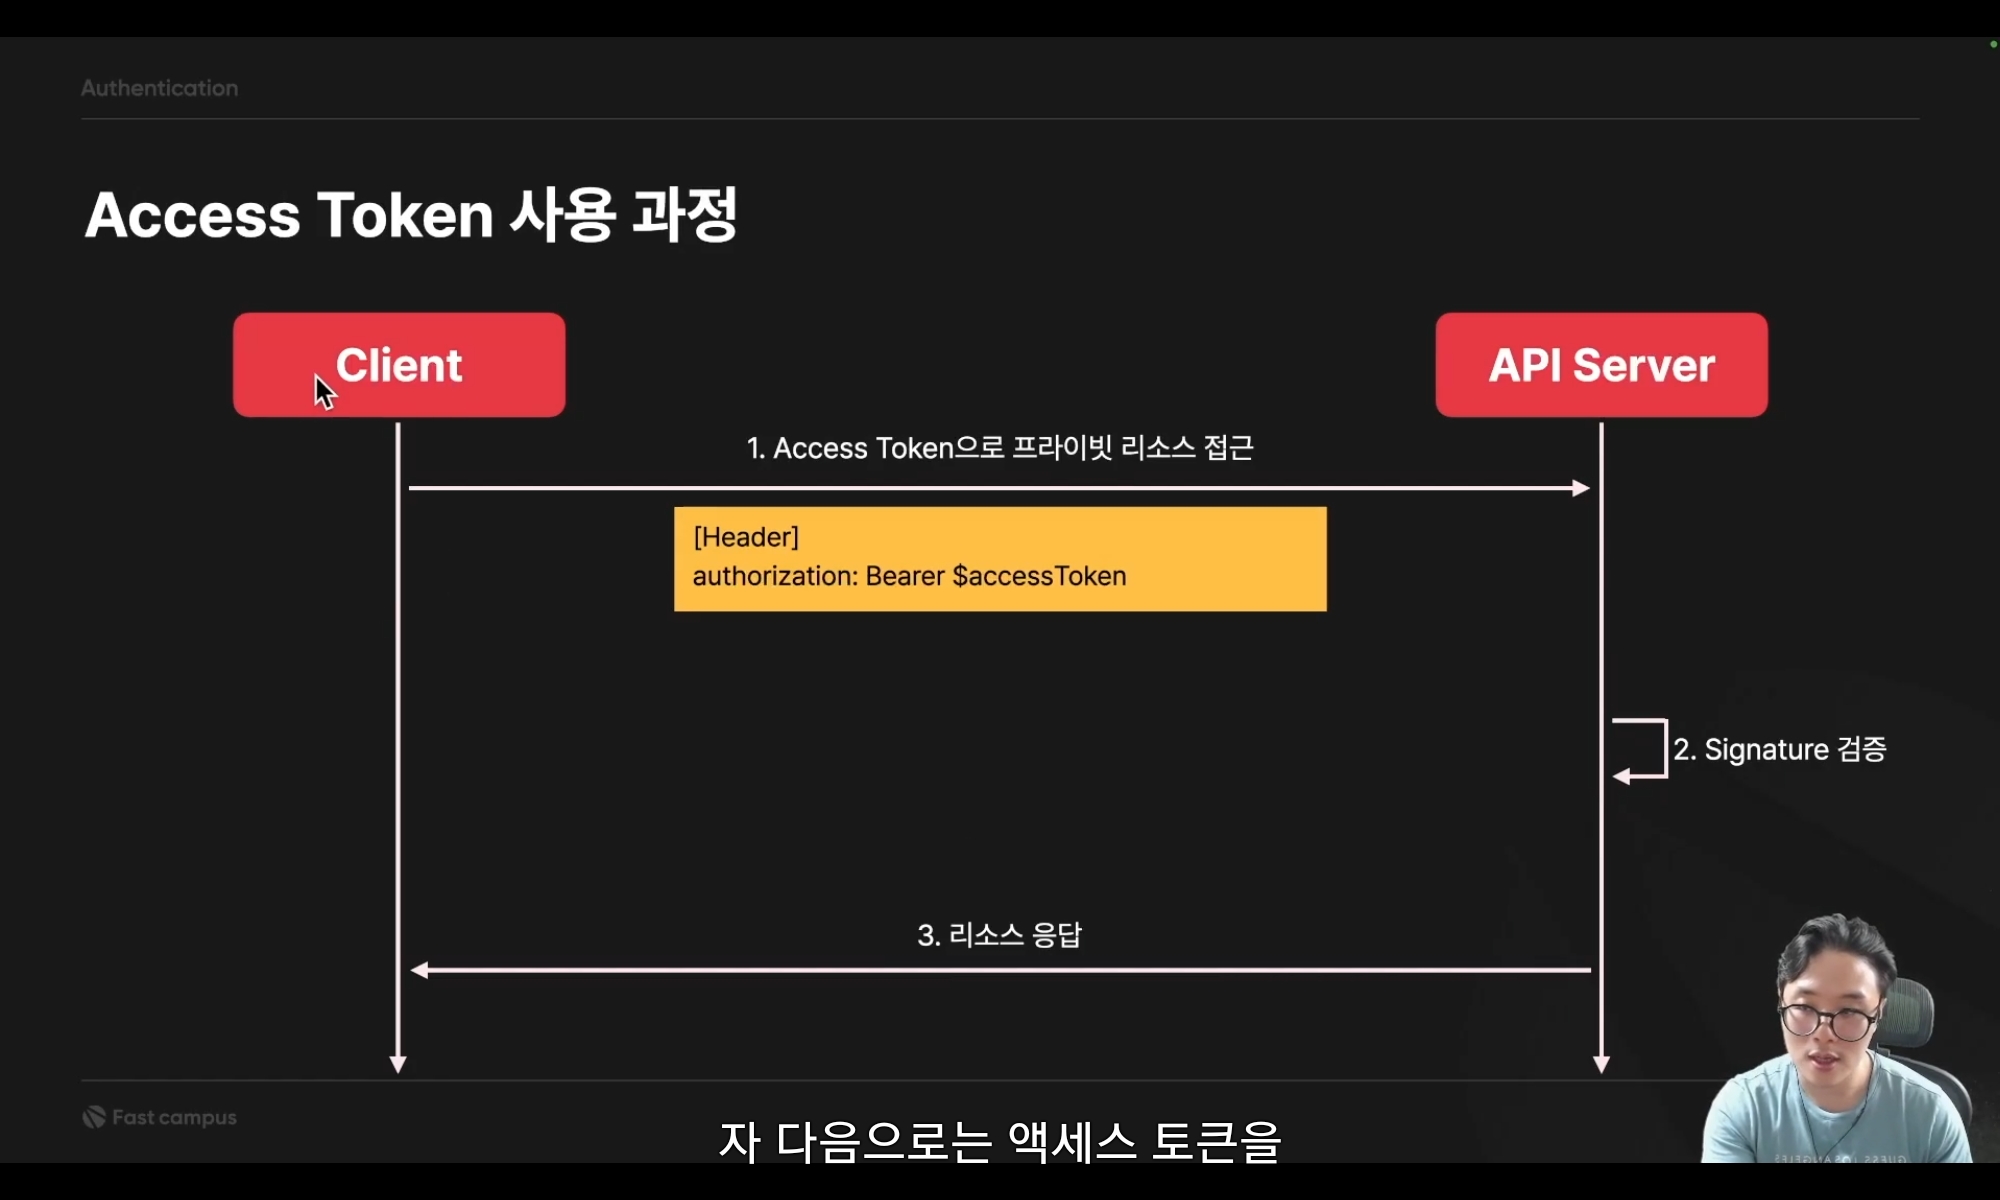 Authentication
Access Token 사용 과정
Client
API Server
1. Access Token으로 프라이빗 리소스 접근
[Header]
authorization: Bearer $accessToken
2. Signature 검증
3. 리소스 응답
Fast campus
자 다음으로는 액세스 토큰을